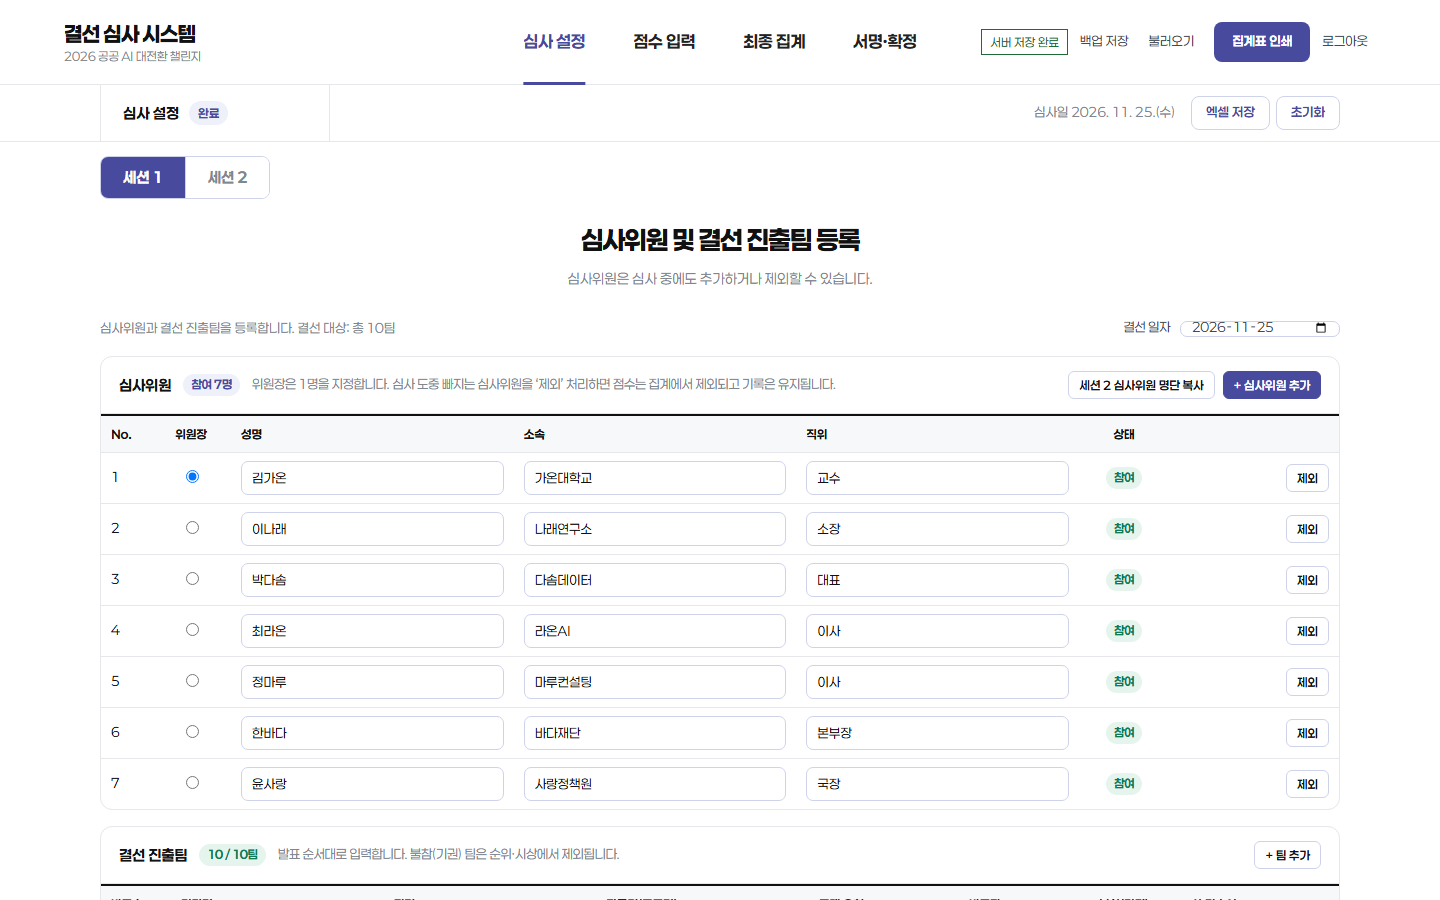 결선 심사 시스템
2026 공공 AI 대전환 챌린지
심사 설정 점수 입력 최종 집계 서명·확정
서버 저장 완료 백업 저장 불러오기 집계표 인쇄 로그아웃
심사 설정 완료
심사일 2026. 11. 25.(수) 엑셀 저장 초기화
세션 1 세션 2
심사위원 및 결선 진출팀 등록
심사위원은 심사 중에도 추가하거나 제외할 수 있습니다.
심사위원과 결선 진출팀을 등록합니다. 결선 대상: 총 10팀
결선 일자 2026-11-25
심사위원 참여 7명 위원장은 1명을 지정합니다. 심사 도중 빠지는 심사위원을 ‘제외’ 처리하면 점수는 집계에서 제외되고 기록은 유지됩니다.
세션 2 심사위원 명단 복사 + 심사위원 추가
No. 위원장 성명 소속 직위 상태
1 김가온 가온대학교 교수 참여 제외
2 이나래 나래연구소 소장 참여 제외
3 박다솜 다솜데이터 대표 참여 제외
4 최라온 라온AI 이사 참여 제외
5 정마루 마루컨설팅 이사 참여 제외
6 한바다 바다재단 본부장 참여 제외
7 윤사랑 사랑정책원 국장 참여 제외
결선 진출팀 10 / 10팀 발표 순서대로 입력합니다. 불참(기권) 팀은 순위·시상에서 제외됩니다.
+ 팀 추가